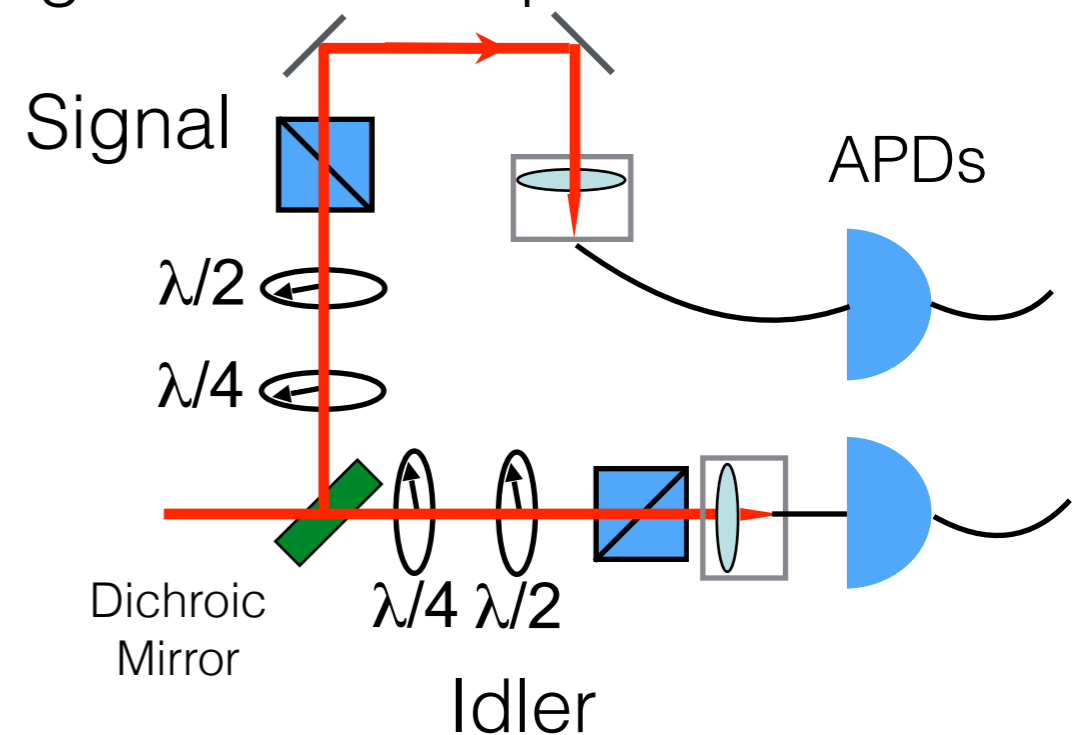 Signal
APDs
λ/2
λ/4
Dichroic
Mirror
λ/4 λ/2
Idler